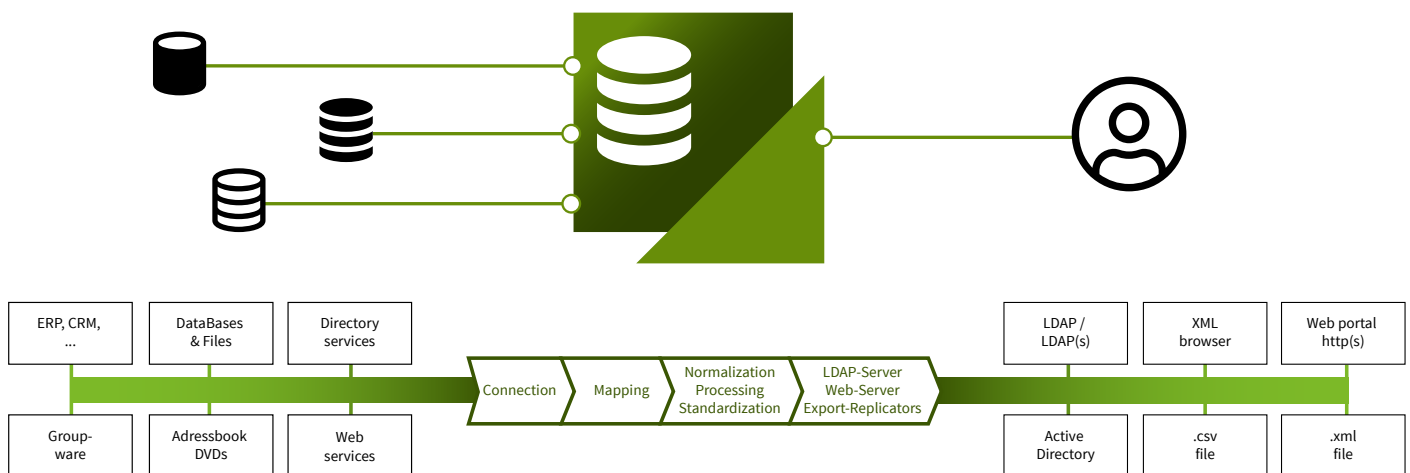 ERP, CRM,
...
DataBases
& Files
Directory
services
Connection
Mapping
Normalization
Processing
Standardization
LDAP-Server
Web-Server
Export-Replicators
LDAP /
LDAP(s)
XML
browser
Web portal
http(s)
Group-
ware
Adressbook
DVDs
Web
services
Active
Directory
.csv
file
.xml
file